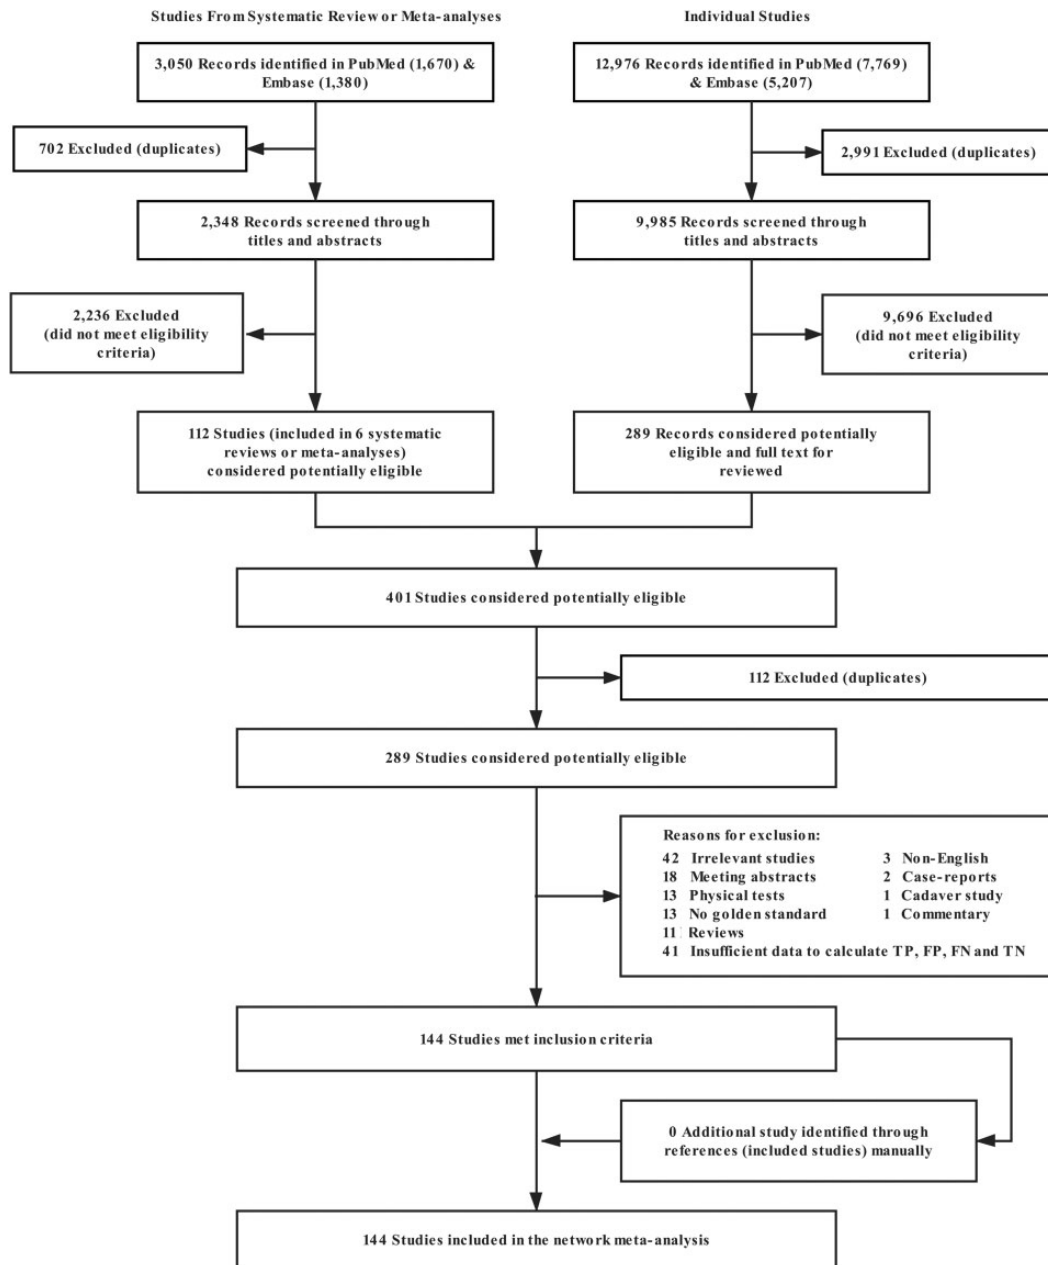 Studies From Systematic Review or Meta-analyses
Individual Studies
3,050 Records identified in PubMed (1,670) &
Embase (1,380)
12,976 Records identified in PubMed (7,769)
& Embase (5,207)
702 Excluded (duplicates)
2,991 Excluded (duplicates)
2,348 Records screened through
titles and abstracts
9,985 Records screened through
titles and abstracts
2,236 Excluded
(did not meet eligibility
criteria)
9,696 Excluded
(did not meet eligibility
criteria)
112 Studies (included in 6 systematic
reviews or meta-analyses)
considered potentially eligible
289 Records considered potentially
eligible and full text for
reviewed
401 Studies considered potentially eligible
112 Excluded (duplicates)
289 Studies considered potentially eligible
Reasons for exclusion:
42 Irrelevant studies
18 Meeting abstracts
13 Physical tests
13 No golden standard
11 Reviews
3 Non-English
2 Case-reports
1 Cadaver study
1 Commentary
41 Insufficient data to calculate TP, FP, FN and TN
144 Studies met inclusion criteria
0 Additional study identified through
references (included studies) manually
144 Studies included in the network meta-analysis